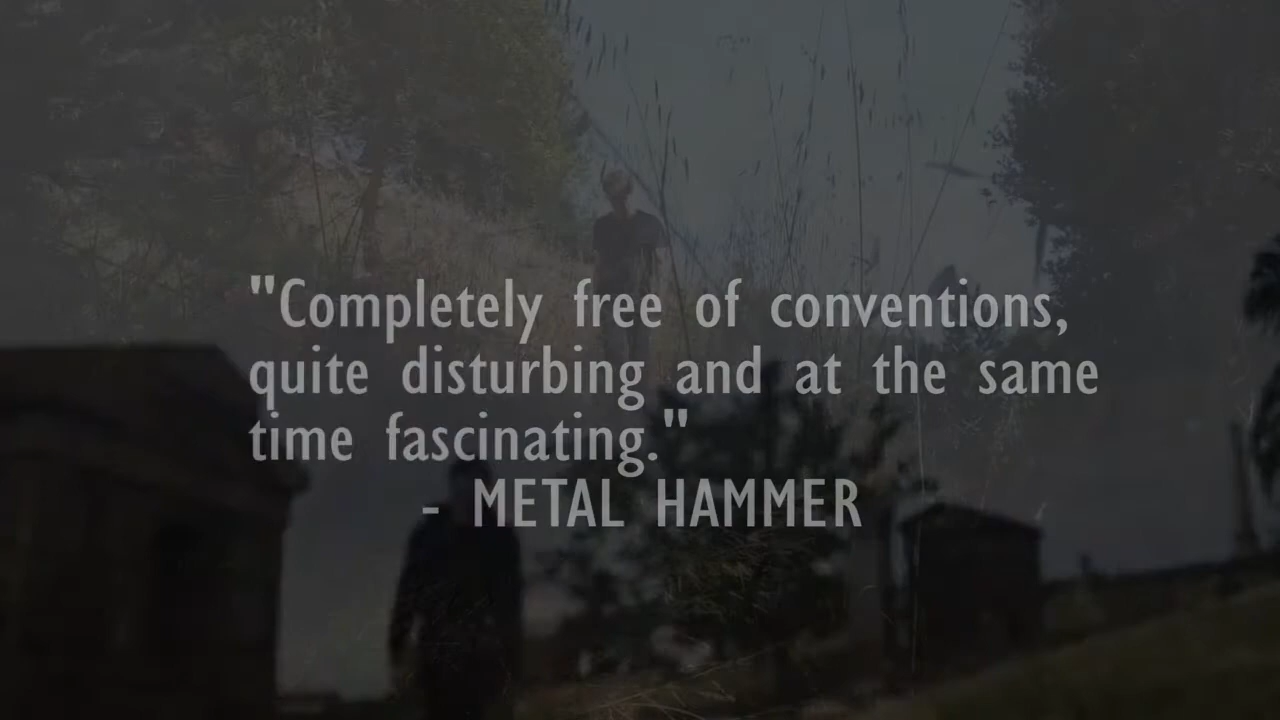 "Completely free of conventions,
quite disturbing and at the same
time fascinating."
- METAL HAMMER